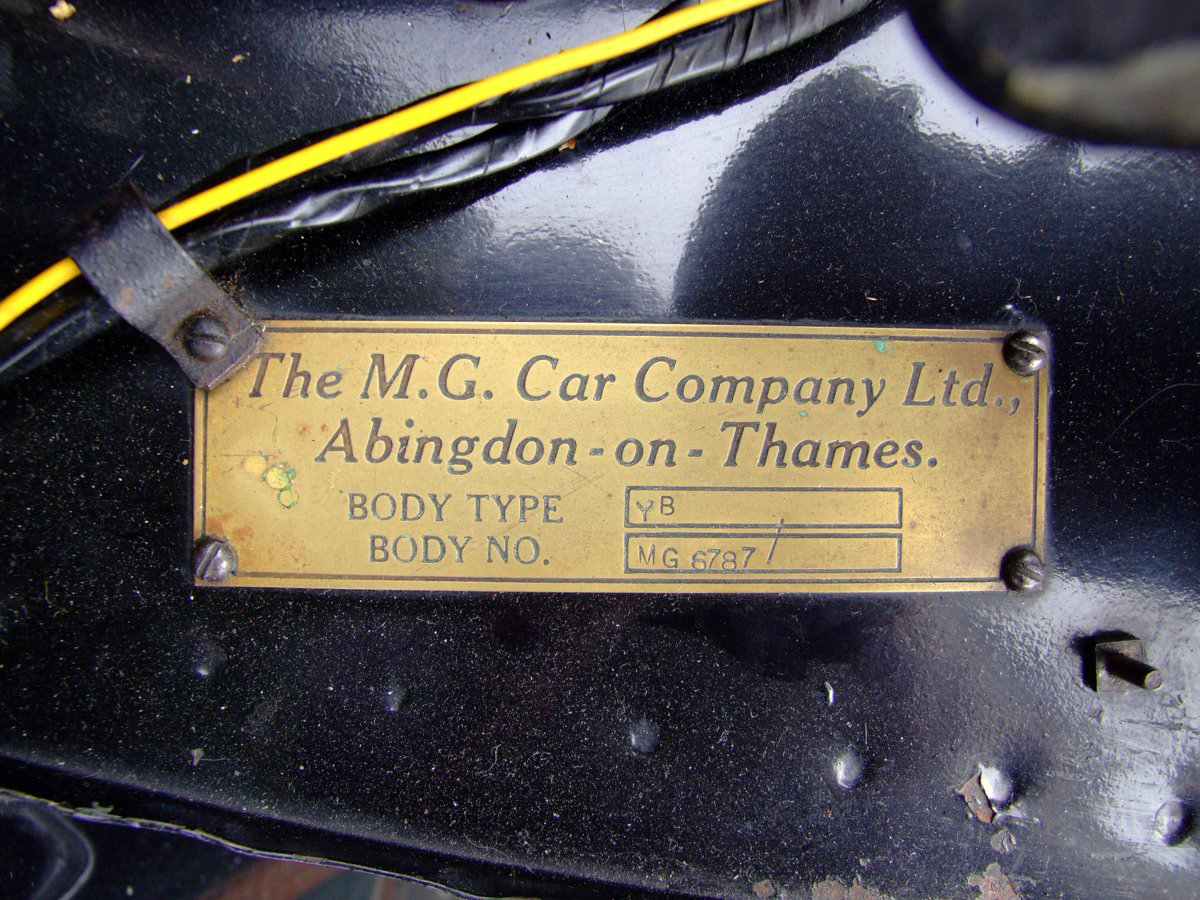 The M.G. Car Company Ltd.,
Abingdon-on-Thames.
BODY TYPE YB
BODY NO. MG 6787 /